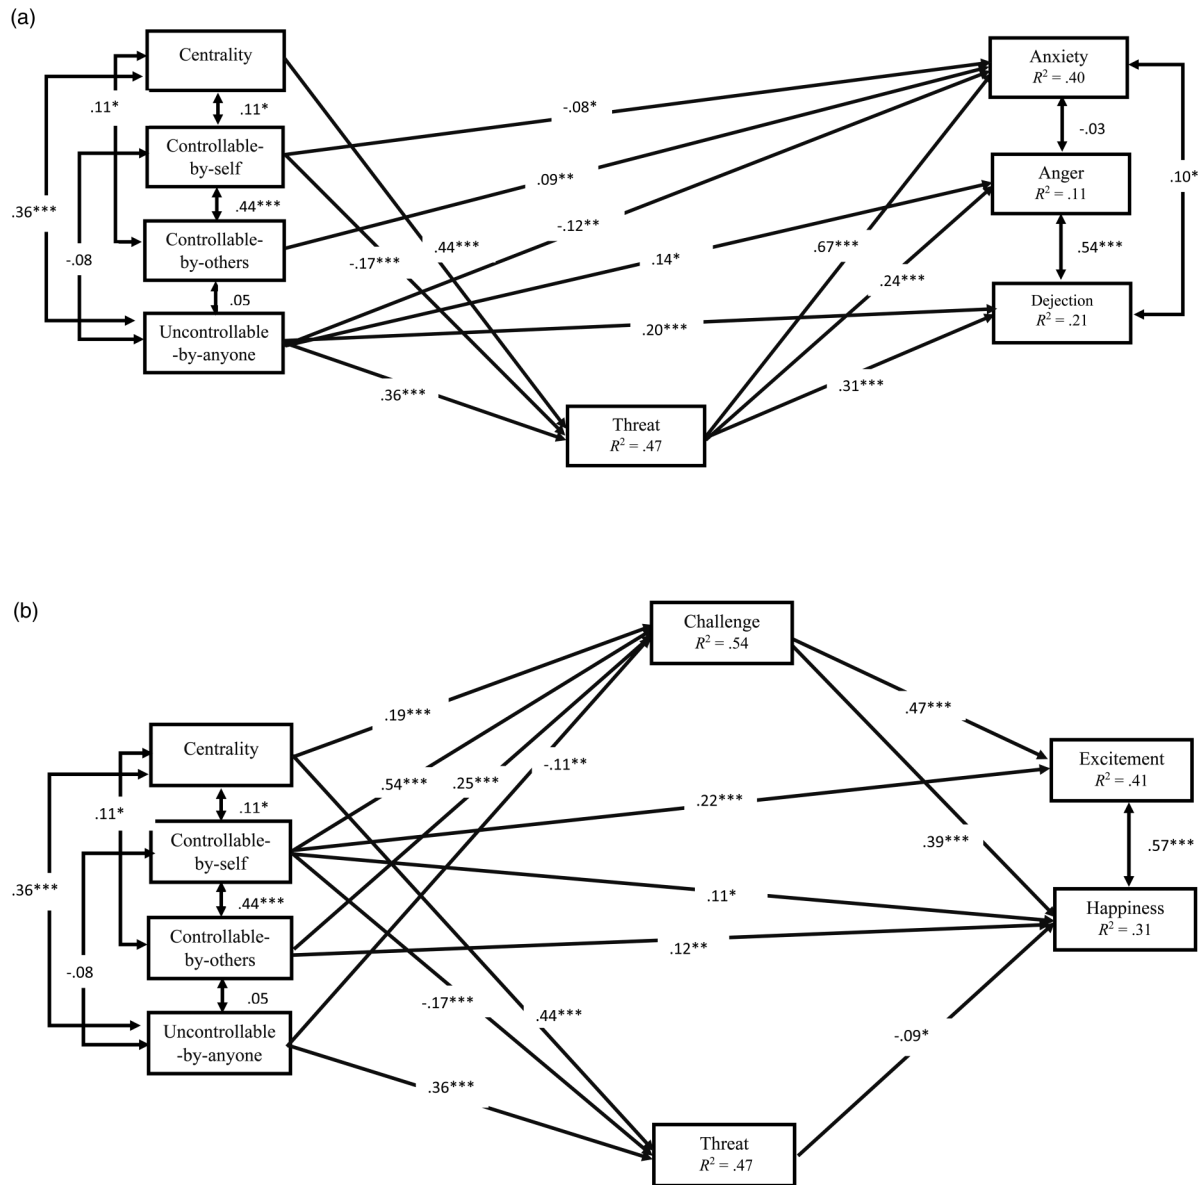 (a)
Centrality
Anxiety
R² = .40
.11*
.11*
-.08*
-.03
Controllable-
by-self
Anger
R² = .11
.10*
.09**
.36***
.44***
-.12**
.67***
.54***
Controllable-
by-others
.44***
-.17***
-.08
.14*
.24***
.05
Dejection
R² = .21
Uncontrollable
-by-anyone
.20***
.36***
.31***
Threat
R² = .47
(b)
Challenge
R² = .54
.19***
.47***
Centrality
Excitement
R² = .41
.54***
.25***
-.11**
.11*
.11*
.22***
Controllable-
by-self
.39***
.57***
.36***
.44***
.11*
Happiness
R² = .31
Controllable-
by-others
.12**
-.08
.05
-.17***
.44***
Uncontrollable
-by-anyone
-.09*
.36***
Threat
R² = .47